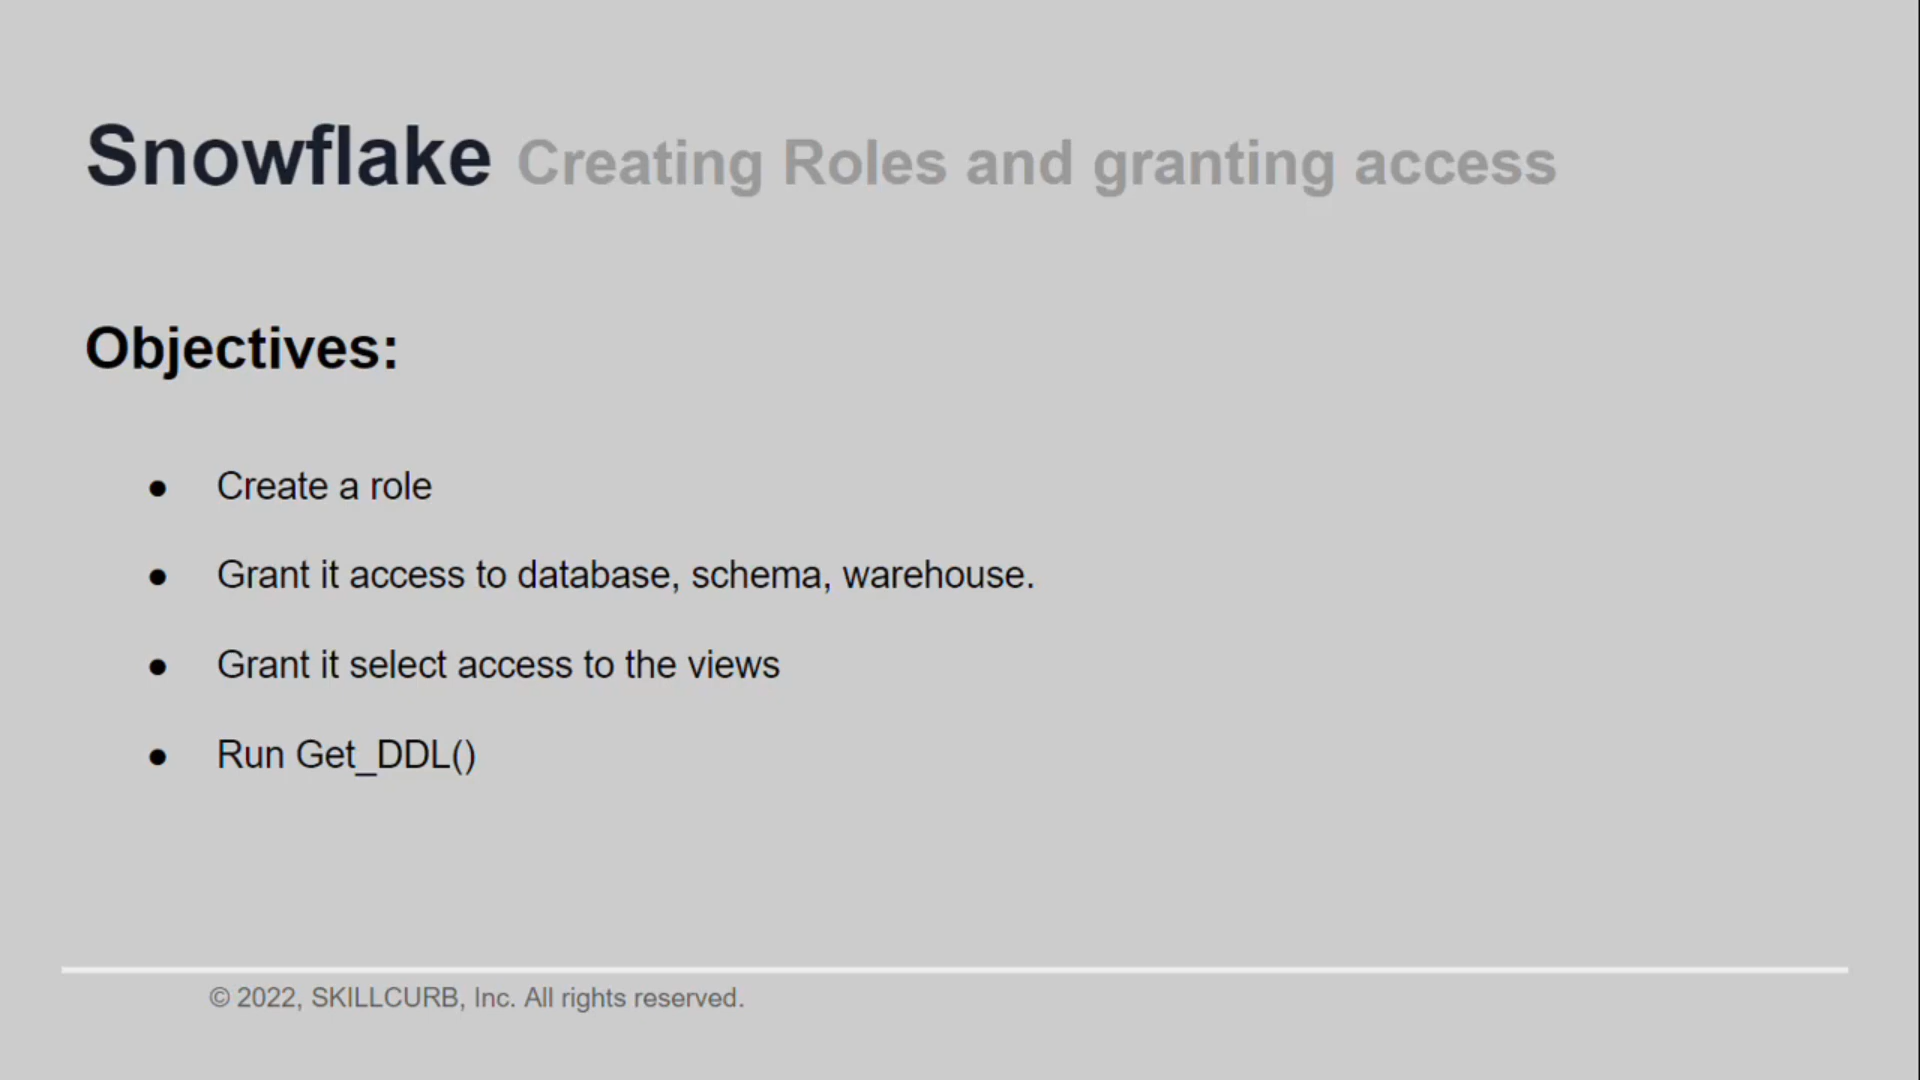 Snowflake Creating Roles and granting access
Objectives:
● Create a role
● Grant it access to database, schema, warehouse.
● Grant it select access to the views
● Run Get_DDL()
© 2022, SKILLCURB, Inc. All rights reserved.